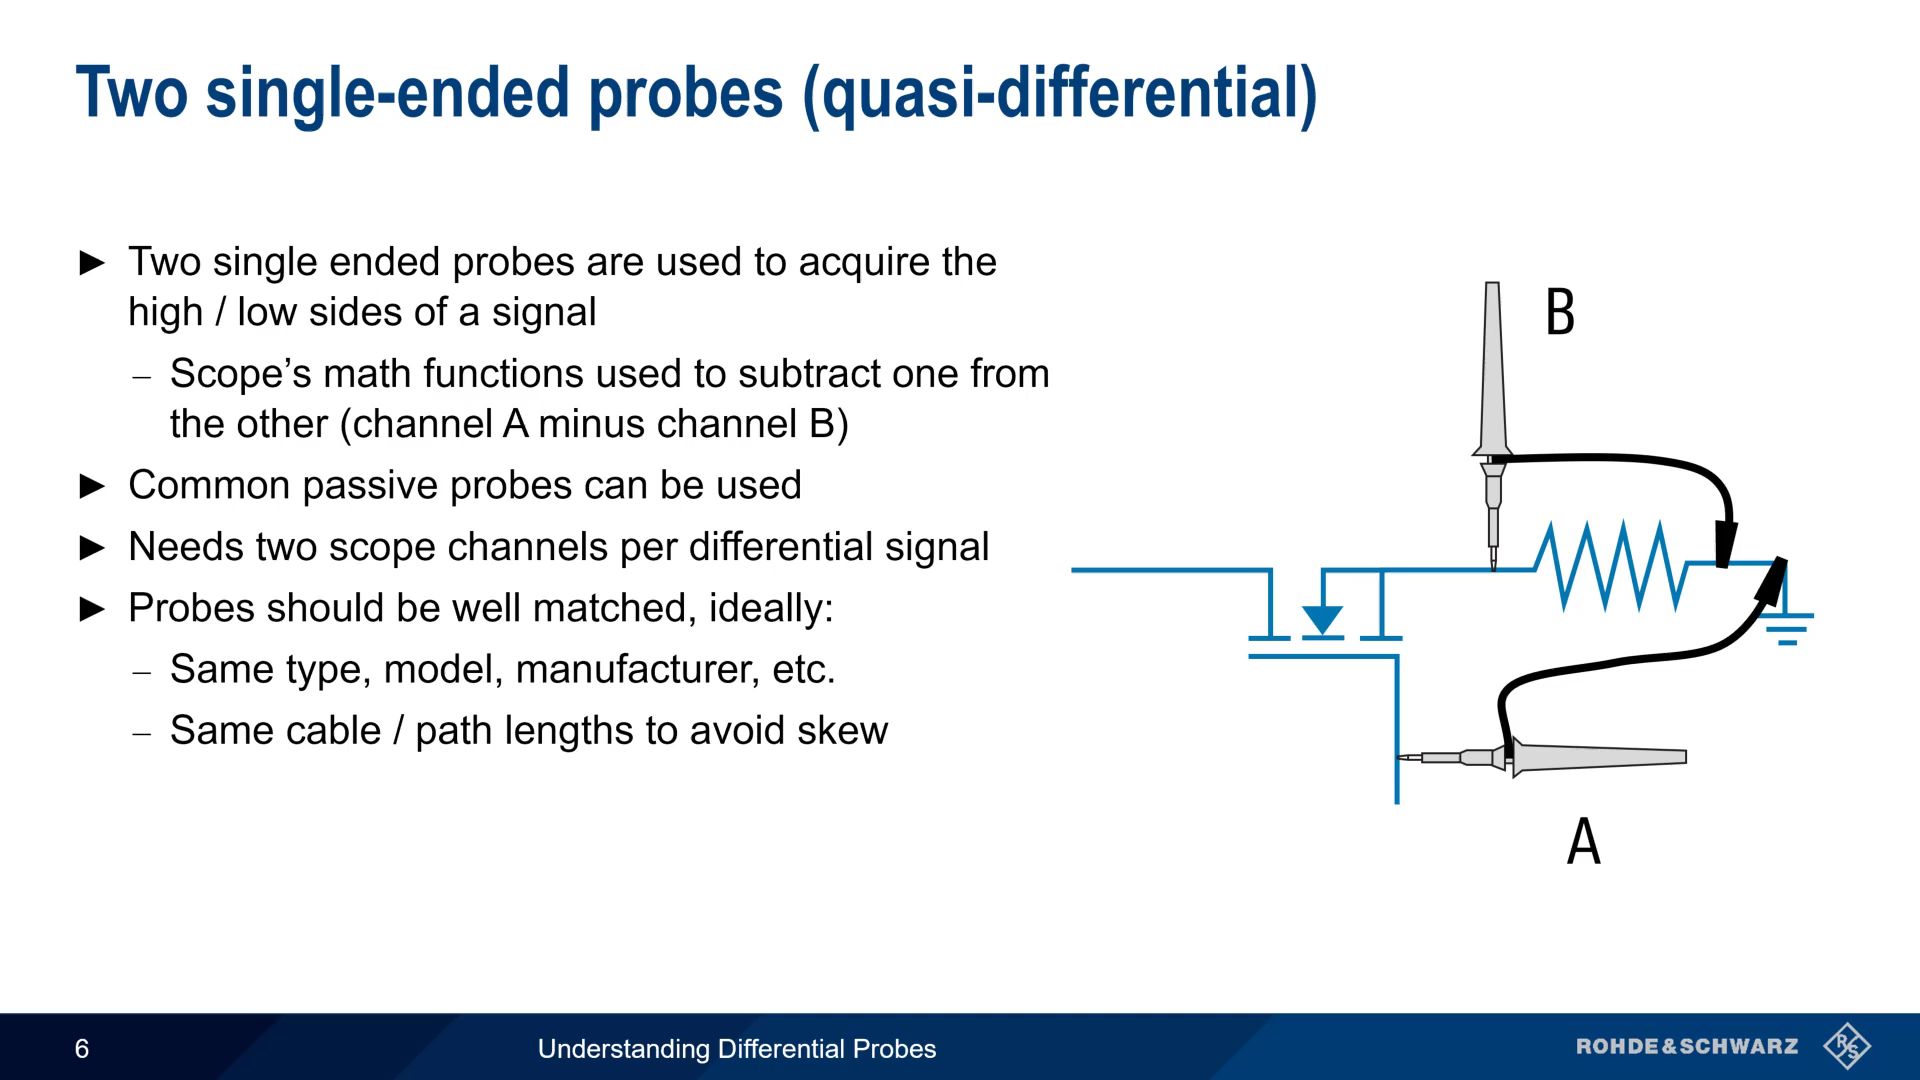 Two single-ended probes (quasi-differential)
► Two single ended probes are used to acquire the
high / low sides of a signal
– Scope’s math functions used to subtract one from
the other (channel A minus channel B)
► Common passive probes can be used
► Needs two scope channels per differential signal
► Probes should be well matched, ideally:
– Same type, model, manufacturer, etc.
– Same cable / path lengths to avoid skew
B
A
6
Understanding Differential Probes
ROHDE&SCHWARZ
R&S